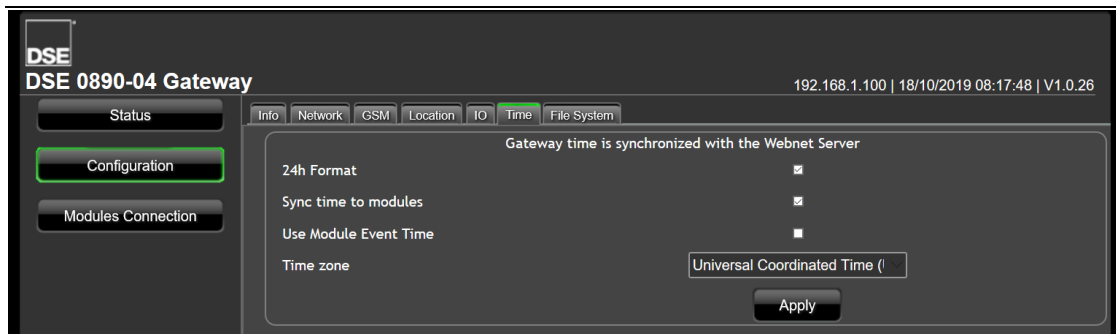 DSE
DSE 0890-04 Gateway
192.168.1.100 | 18/10/2019 08:17:48 | V1.0.26
Status
Configuration
Modules Connection
Info Network GSM Location IO Time File System
Gateway time is synchronized with the Webnet Server
24h Format
Sync time to modules
Use Module Event Time
Time zone Universal Coordinated Time (
Apply